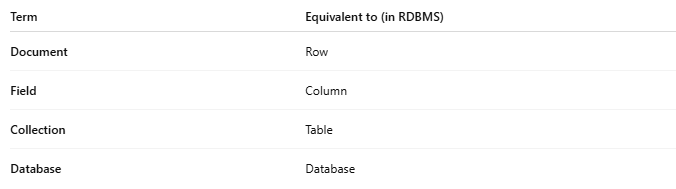 Term Equivalent to (in RDBMS)
Document Row
Field Column
Collection Table
Database Database